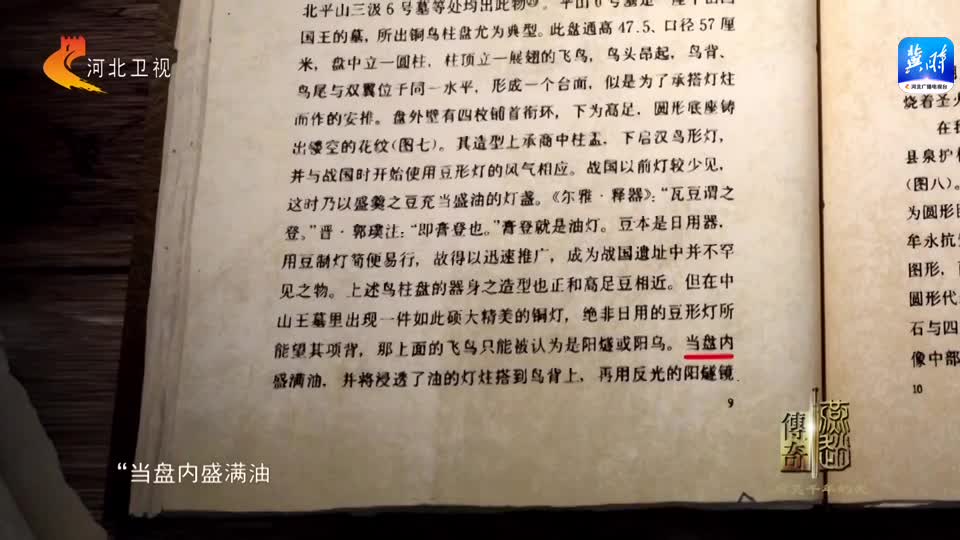 河北卫视
冀时
河北广播电视台
北平山三汲6号墓等处均出此物
国王的墓，所出铜鸟柱盘尤为典型。此盘通高47.5、口径57厘
米，盘中立一圆柱，柱顶立一展翅的飞鸟，鸟头昂起，鸟背、
鸟尾与双翼位于同一水平，形成一个台面，似是为了承搭灯炷
而作的安排。盘外壁有四枚铺首衔环，下为高足，圆形底座铸
出镂空的花纹(图七)。其造型上承商中柱盂，下启汉鸟形灯，
并与战国时开始使用豆形灯的风气相应。战国以前灯较少见，
这时乃以盛羹之豆充当盛油的灯盏。《尔雅·释器》：“瓦豆谓之
登。”晋·郭璞注：“即膏登也。”膏登就是油灯。豆本是日用器，
用豆制灯简便易行，故得以迅速推广，成为战国遗址中并不罕
见之物。上述鸟柱盘的器身之造型也正和高足豆相近。但在中
山王墓里出现一件如此硕大精美的铜灯，绝非日用的豆形灯所
能望其项背，那上面的飞鸟只能被认为是阳燧或阳乌。当盘内
盛满油，并将浸透了油的灯炷搭到鸟背上，再用反光的阳燧镜
9
烧着圣火
在我
县泉护村
(图八)。
为圆形图
牟永抗先
图形，而
圆形代
石与四
像中部
10
燕赵
傳奇
“当盘内盛满油